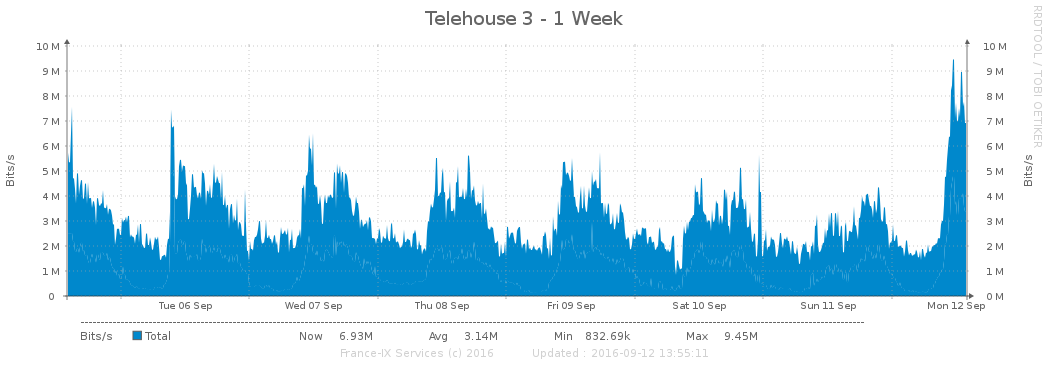 Telehouse 3 - 1 Week
RRDTOOL / TOBI OETIKER
Bits/s
Bits/s
10 M 10 M
9 M 9 M
8 M 8 M
7 M 7 M
6 M 6 M
5 M 5 M
4 M 4 M
3 M 3 M
2 M 2 M
1 M 1 M
0 0 M
Tue 06 Sep Wed 07 Sep Thu 08 Sep Fri 09 Sep Sat 10 Sep Sun 11 Sep Mon 12 Sep
Bits/s Total Now 6.93M Avg 3.14M Min 832.69k Max 9.45M
France-IX Services (c) 2016 Updated : 2016-09-12 13:55:11